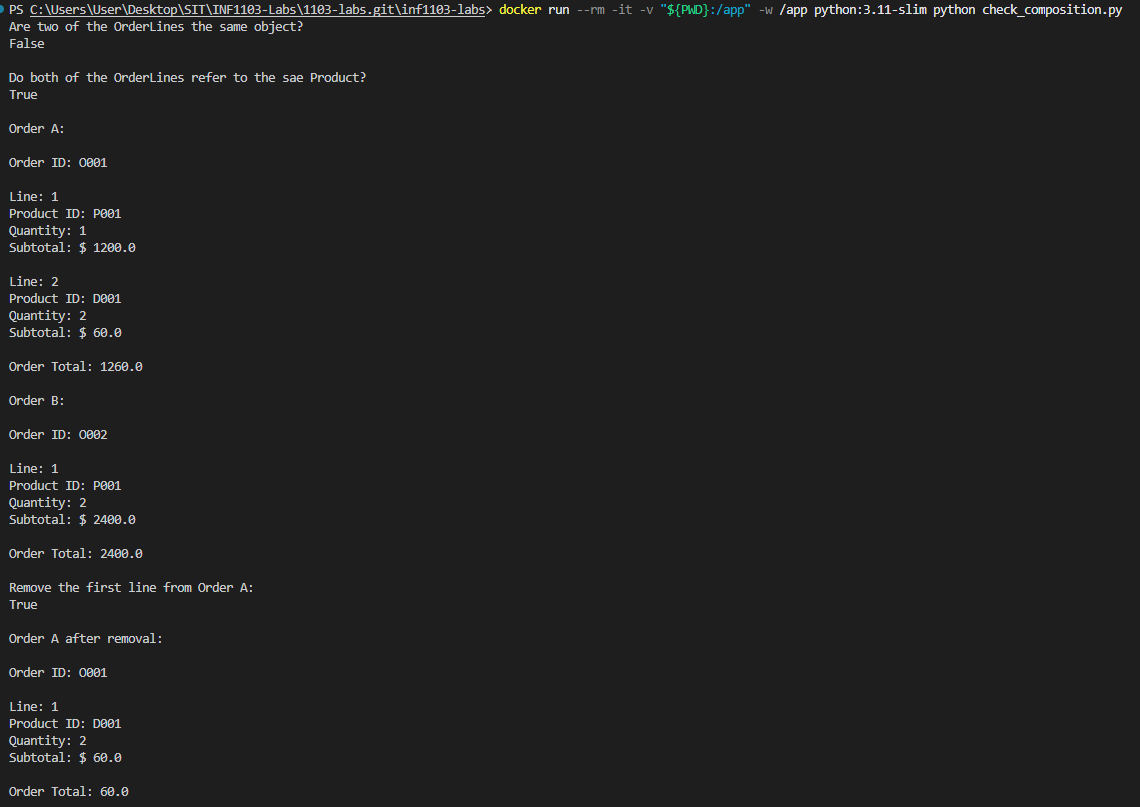 PS C:\Users\User\Desktop\SIT\INF1103-Labs\1103-labs.git\inf1103-labs> docker run --rm -it -v "${PWD}:/app" -w /app python:3.11-slim python check_composition.py
Are two of the OrderLines the same object?
False
Do both of the OrderLines refer to the sae Product?
True
Order A:
Order ID: O001
Line: 1
Product ID: P001
Quantity: 1
Subtotal: $ 1200.0
Line: 2
Product ID: D001
Quantity: 2
Subtotal: $ 60.0
Order Total: 1260.0
Order B:
Order ID: O002
Line: 1
Product ID: P001
Quantity: 2
Subtotal: $ 2400.0
Order Total: 2400.0
Remove the first line from Order A:
True
Order A after removal:
Order ID: O001
Line: 1
Product ID: D001
Quantity: 2
Subtotal: $ 60.0
Order Total: 60.0